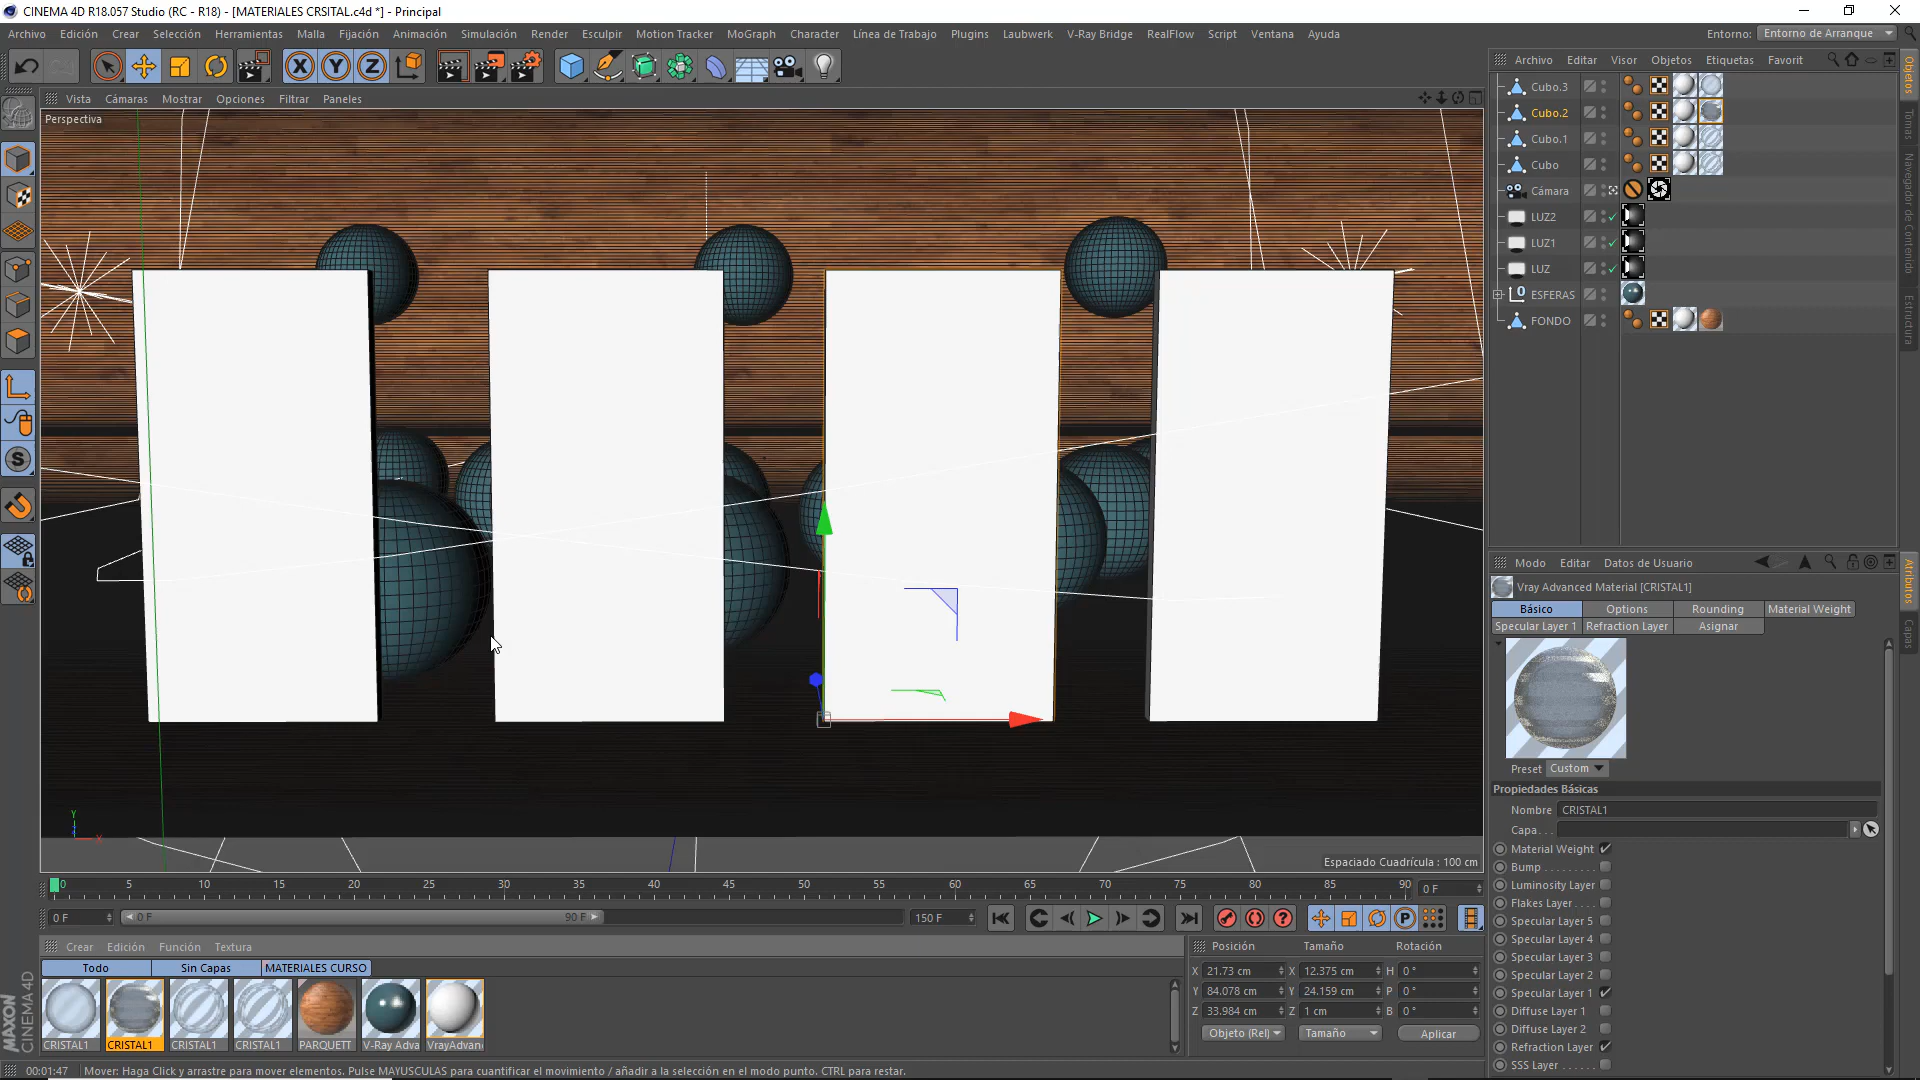 CINEMA 4D R18.057 Studio (RC - R18) - [MATERIALES CRSITAL.c4d *] - Principal
Archivo Edición Crear Selección Herramientas Malla Fijación Animación Simulación Render Esculpir Motion Tracker MoGraph Character Línea de Trabajo Plugins Laubwerk V-Ray Bridge RealFlow Script Ventana Ayuda
Entorno: Entorno de Arranque
Vista Cámaras Mostrar Opciones Filtrar Paneles
Perspectiva
Archivo Editar Visor Objetos Etiquetas Favorit
Cubo.3
Cubo.2
Cubo.1
Cubo
Cámara
LUZ2
LUZ1
LUZ
ESFERAS
FONDO
Objetos
Tomas
Navegador de Contenido
Estructura
Modo Editar Datos de Usuario
Vray Advanced Material [CRISTAL1]
Básico Options Rounding Material Weight
Specular Layer 1 Refraction Layer Asignar
Preset Custom
Propiedades Básicas
Nombre CRISTAL1
Capa . . .
Material Weight
Bump
Luminosity Layer
Flakes Layer
Specular Layer 5
Specular Layer 4
Specular Layer 3
Specular Layer 2
Specular Layer 1
Diffuse Layer 1
Diffuse Layer 2
Refraction Layer
SSS Layer
Atributos
Capas
Y
X
Espaciado Cuadrícula : 100 cm
0 5 10 15 20 25 30 35 40 45 50 55 60 65 70 75 80 85 90 0 F
0 F 0 F 90 F 150 F
Crear Edición Función Textura
Todo Sin Capas MATERIALES CURSO
CRISTAL1 CRISTAL1 CRISTAL1 CRISTAL1 PARQUETT V-Ray Adva VrayAdvan
Posición Tamaño Rotación
X 21.73 cm X 12.375 cm H 0 °
Y 84.078 cm Y 24.159 cm P 0 °
Z 33.984 cm Z 1 cm B 0 °
Objeto (Rel) Tamaño Aplicar
MAXON
CINEMA 4D
00:01:47 Mover: Haga Click y arrastre para mover elementos. Pulse MAYUSCULAS para cuantificar el movimiento / añadir a la selección en el modo punto. CTRL para restar.